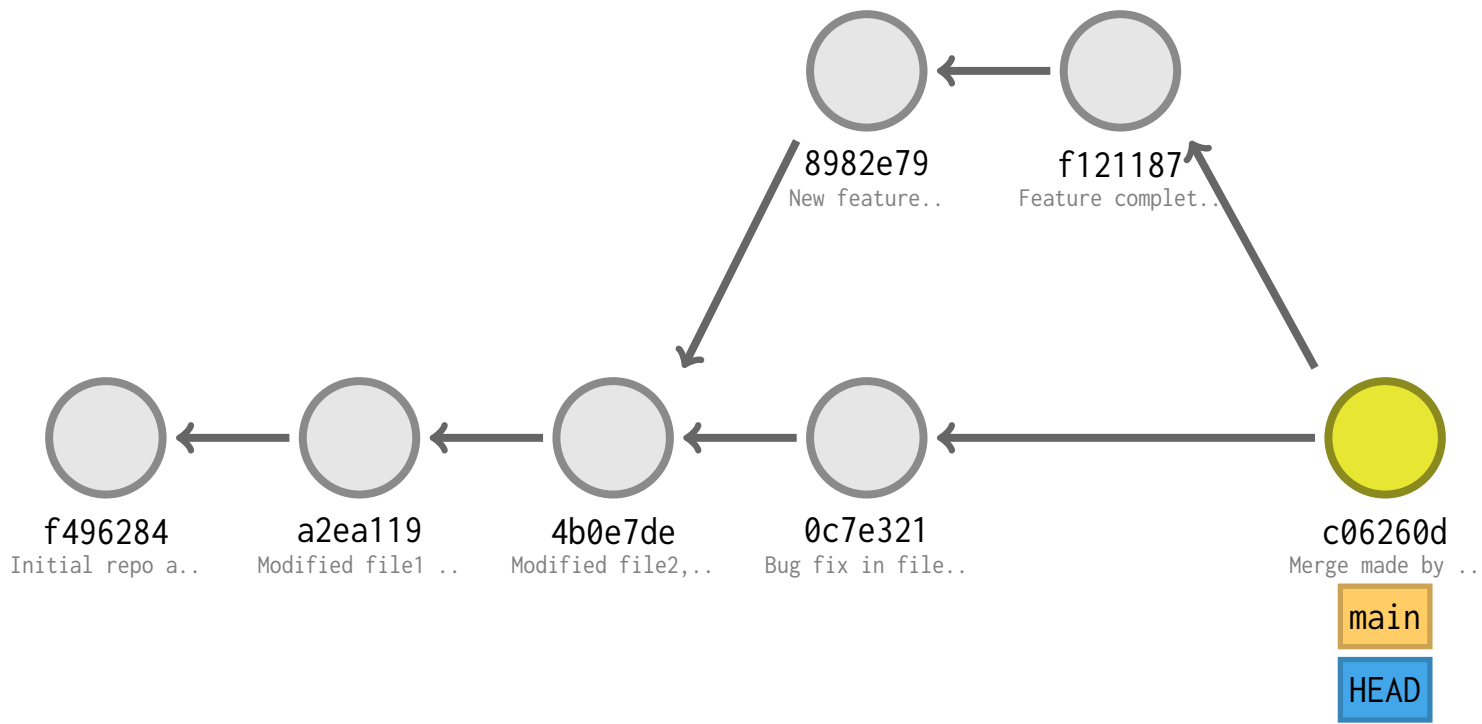 8982e79
New feature..
f121187
Feature complet..
f496284
Initial repo a..
a2ea119
Modified file1 ..
4b0e7de
Modified file2,..
0c7e321
Bug fix in file..
c06260d
Merge made by ..
main
HEAD